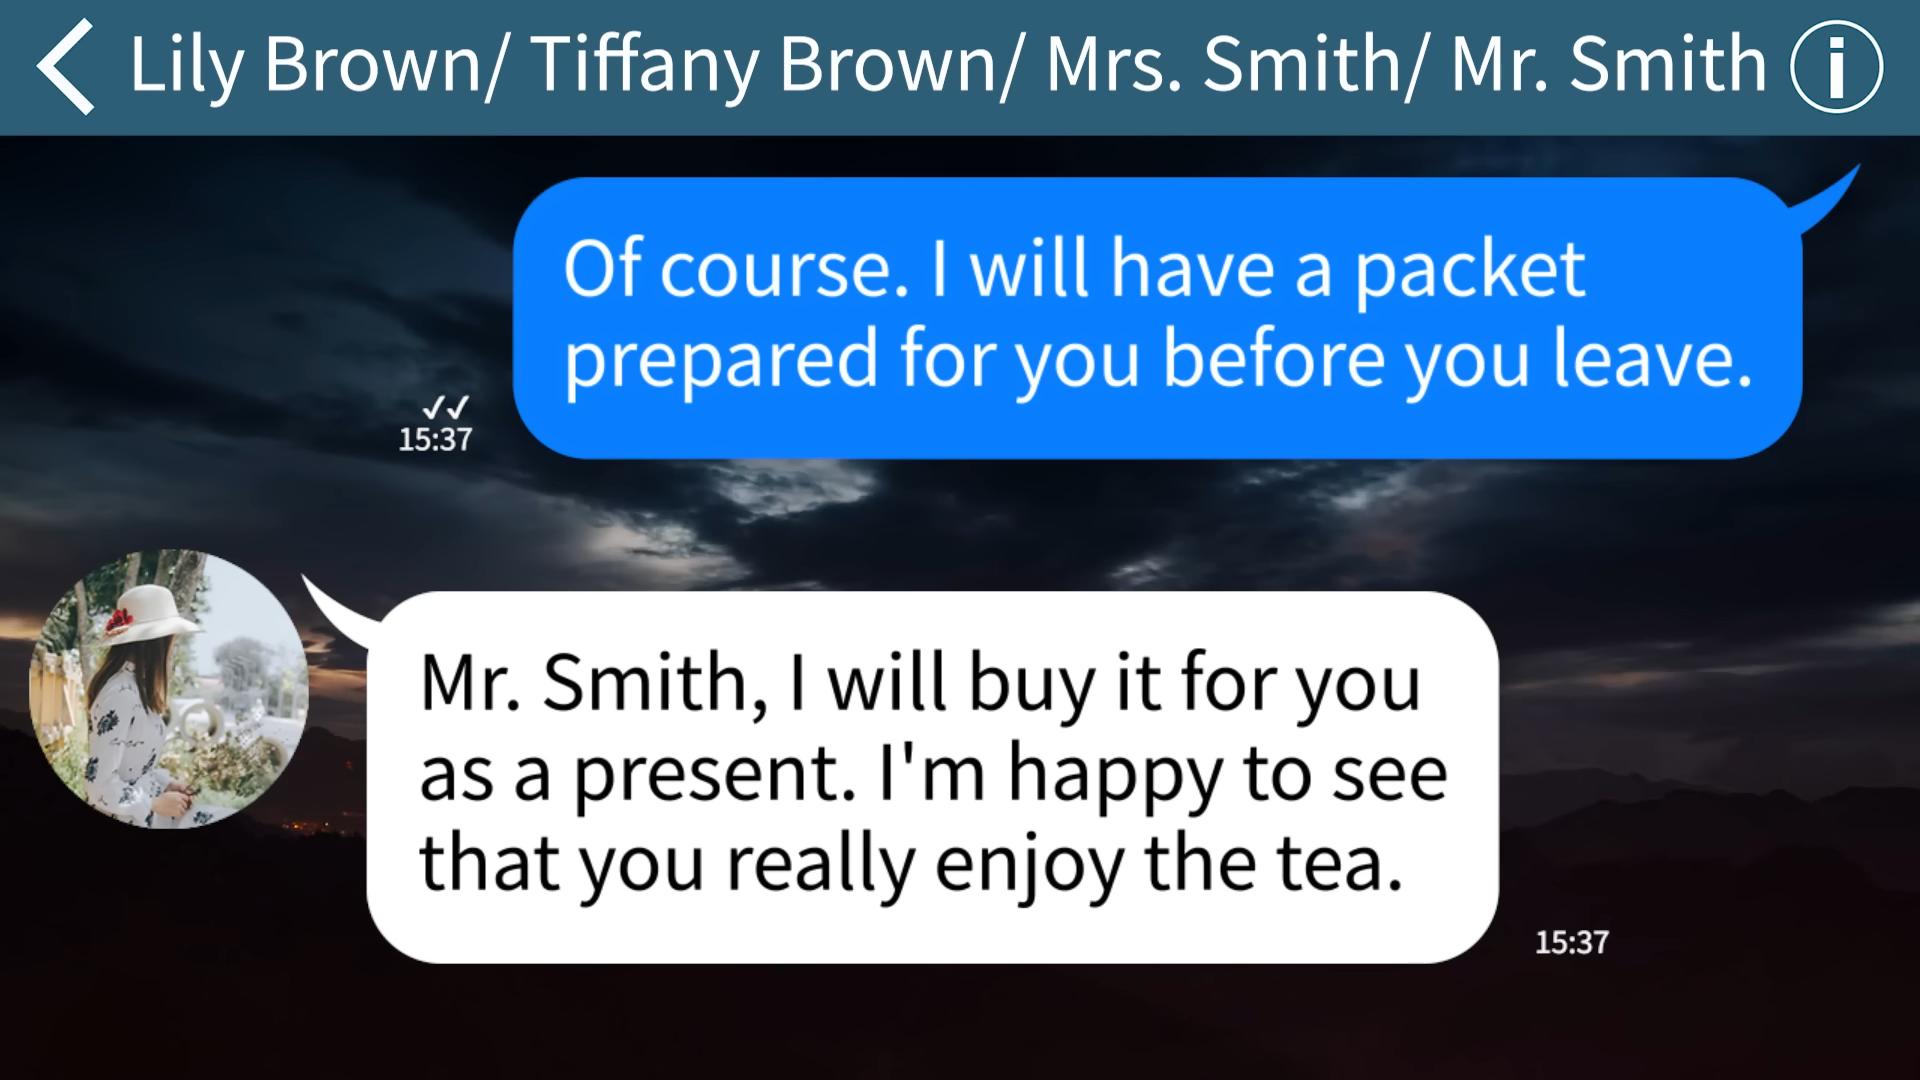 Lily Brown/ Tiffany Brown/ Mrs. Smith/ Mr. Smith
Of course. I will have a packet
prepared for you before you leave.
15:37
Mr. Smith, I will buy it for you
as a present. I'm happy to see
that you really enjoy the tea.
15:37